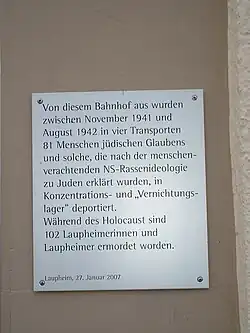 Von diesem Bahnhof aus wurden
zwischen November 1941 und
August 1942 in vier Transporten
81 Menschen jüdischen Glaubens
und solche, die nach der menschen-
verachtenden NS-Rassenideologie
zu Juden erklärt wurden, in
Konzentrations- und „Vernichtungs-
lager” deportiert.
Während des Holocaust sind
102 Laupheimerinnen und
Laupheimer ermordet worden.
Laupheim, 27. Januar 2007